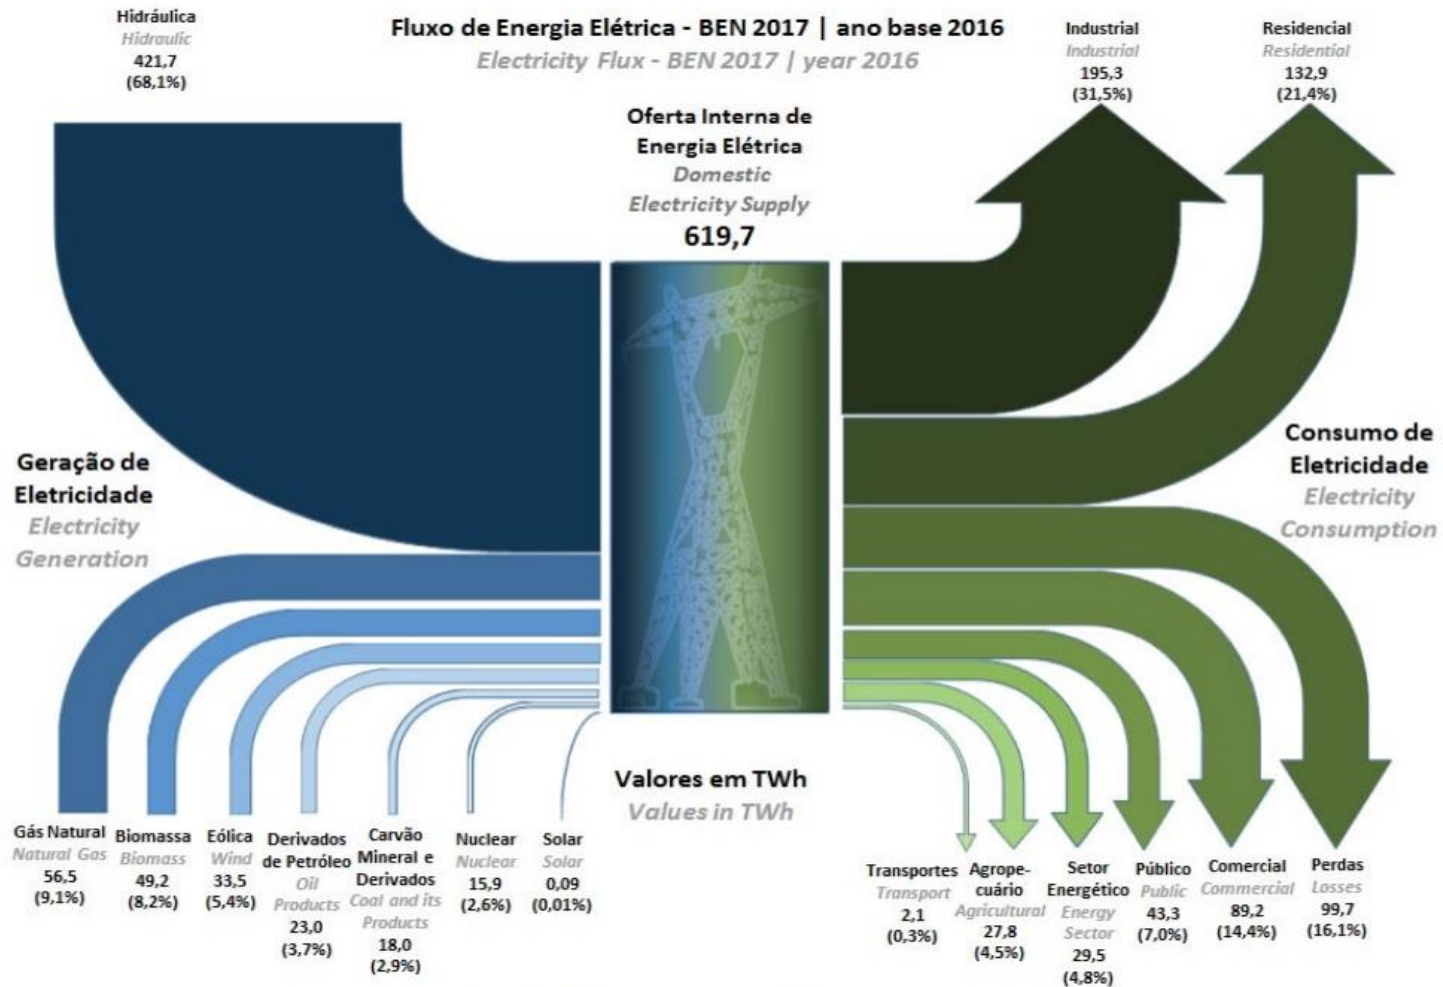 Hidráulica
Hidraulic
421,7
(68,1%)
Fluxo de Energia Elétrica - BEN 2017 | ano base 2016
Electricity Flux - BEN 2017 | year 2016
Industrial
Industrial
195,3
(31,5%)
Residencial
Residential
132,9
(21,4%)
Oferta Interna de
Energia Elétrica
Domestic
Electricity Supply
619,7
Geração de
Eletricidade
Electricity
Generation
Consumo de
Eletricidade
Electricity
Consumption
Valores em TWh
Values in TWh
Gás Natural
Natural Gas
56,5
(9,1%)
Biomassa
Biomass
49,2
(8,2%)
Eólica
Wind
33,5
(5,4%)
Derivados
de Petróleo
Oil
Products
23,0
(3,7%)
Carvão
Mineral e
Derivados
Coal and its
Products
18,0
(2,9%)
Nuclear
Nuclear
15,9
(2,6%)
Solar
Solar
0,09
(0,01%)
Transportes
Transport
2,1
(0,3%)
Agrope-
cuário
Agricultural
27,8
(4,5%)
Setor
Energético
Energy
Sector
29,5
(4,8%)
Público
Public
43,3
(7,0%)
Comercial
Commercial
89,2
(14,4%)
Perdas
Losses
99,7
(16,1%)